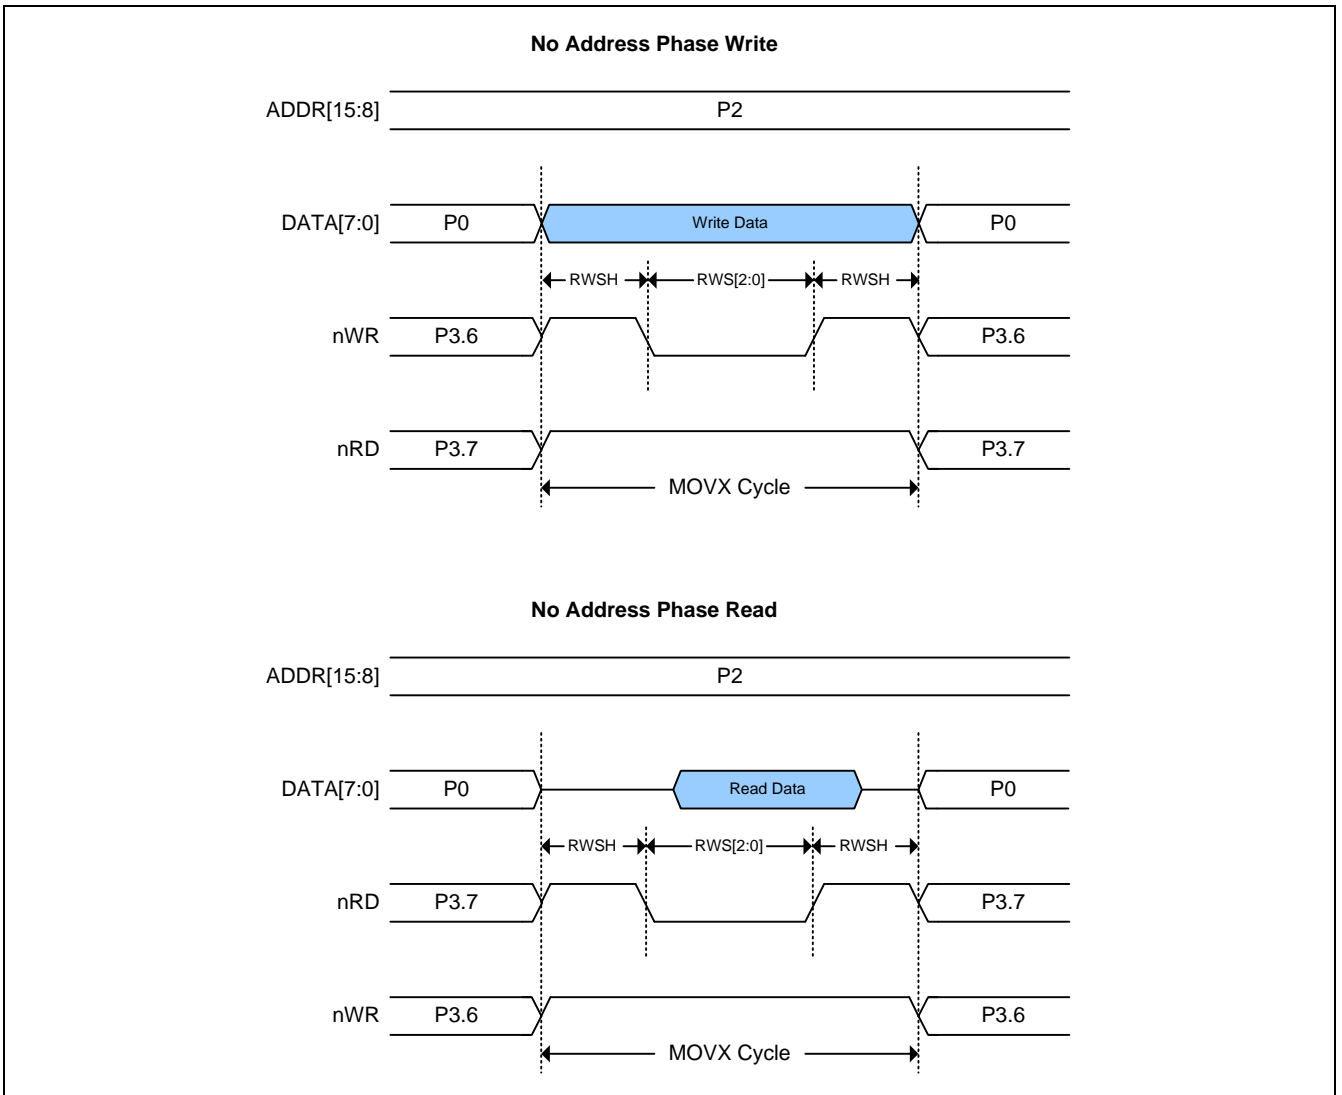 No Address Phase Write
ADDR[15:8] P2
DATA[7:0] P0 Write Data P0
RWSH RWS[2:0] RWSH
nWR P3.6 P3.6
nRD P3.7 P3.7
MOVX Cycle
No Address Phase Read
ADDR[15:8] P2
DATA[7:0] P0 Read Data P0
RWSH RWS[2:0] RWSH
nRD P3.7 P3.7
nWR P3.6 P3.6
MOVX Cycle